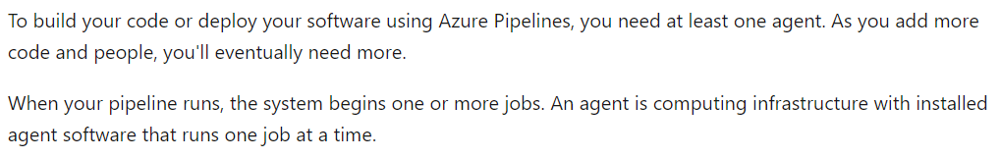 To build your code or deploy your software using Azure Pipelines, you need at least one agent. As you add more
code and people, you'll eventually need more.
When your pipeline runs, the system begins one or more jobs. An agent is computing infrastructure with installed
agent software that runs one job at a time.